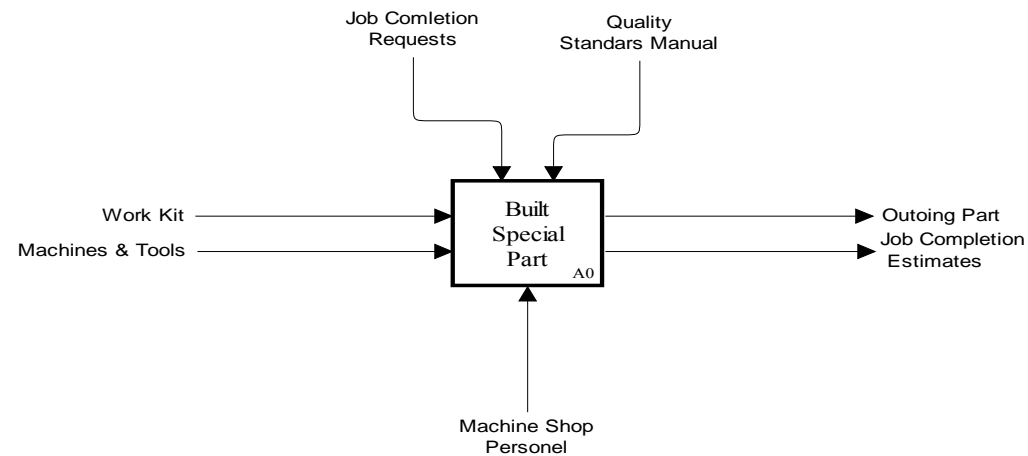 Job Comletion
Requests
Quality
Standars Manual
Work Kit
Machines & Tools
Built
Special
Part
A0
Outoing Part
Job Completion
Estimates
Machine Shop
Personel